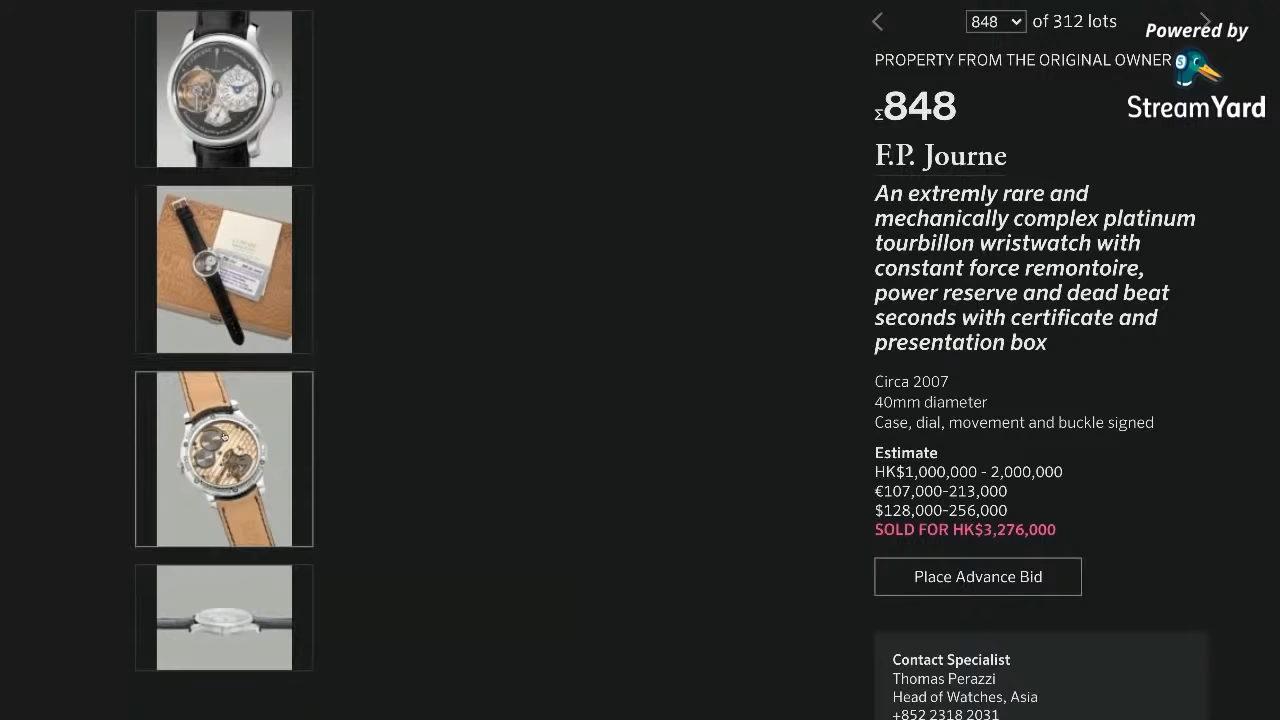 848 of 312 lots
Powered by
StreamYard
PROPERTY FROM THE ORIGINAL OWNER
Σ848
F.P. Journe
An extremly rare and
mechanically complex platinum
tourbillon wristwatch with
constant force remontoire,
power reserve and dead beat
seconds with certificate and
presentation box
Circa 2007
40mm diameter
Case, dial, movement and buckle signed
Estimate
HK$1,000,000 - 2,000,000
€107,000-213,000
$128,000-256,000
SOLD FOR HK$3,276,000
Place Advance Bid
Contact Specialist
Thomas Perazzi
Head of Watches, Asia
+852 2318 2031